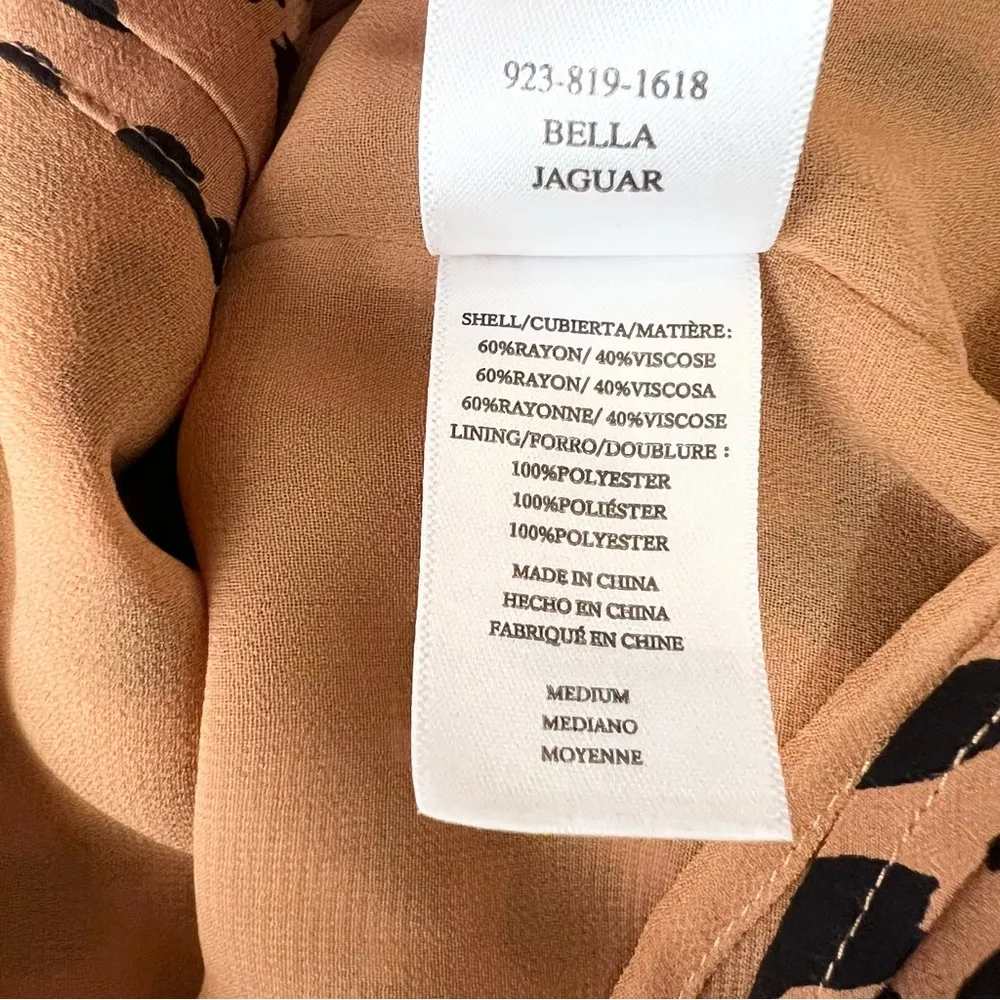 923-819-1618
BELLA
JAGUAR
SHELL/CUBIERTA/MATIÈRE:
60%RAYON/ 40%VISCOSE
60%RAYON/ 40%VISCOSA
60%RAYONNE/ 40%VISCOSE
LINING/FORRO/DOUBLURE :
100%POLYESTER
100%POLIÉSTER
100%POLYESTER
MADE IN CHINA
HECHO EN CHINA
FABRIQUÉ EN CHINE
MEDIUM
MEDIANO
MOYENNE